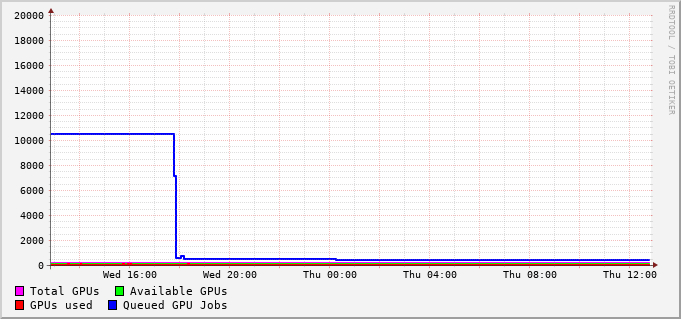 20000
18000
16000
14000
12000
10000
8000
6000
4000
2000
0
Wed 16:00 Wed 20:00 Thu 00:00 Thu 04:00 Thu 08:00 Thu 12:00
Total GPUs Available GPUs
GPUs used Queued GPU Jobs
RRDTOOL / TOBI OETIKER